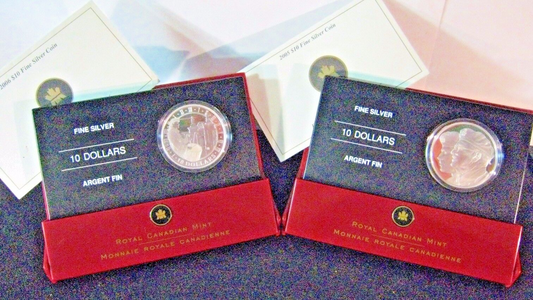 2006 $10 Fine Silver Coin
FINE SILVER
10 DOLLARS
ARGENT FIN
ROYAL CANADIAN MINT
MONNAIE ROYALE CANADIENNE
2005 $10 Fine Silver Coin
FINE SILVER
10 DOLLARS
ARGENT FIN
ROYAL CANADIAN MINT
MONNAIE ROYALE CANADIENNE